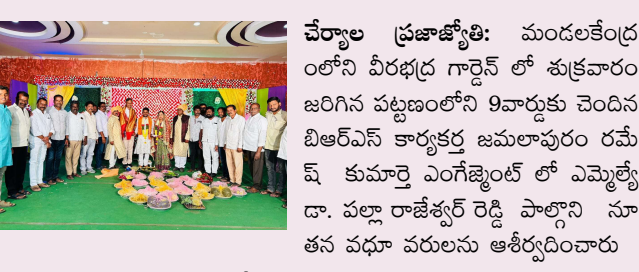 చేర్యాల ప్రజాజ్యోతి: మండలకేంద్ర
ంలోని వీరభద్ర గార్డెన్ లో శుక్రవారం
జరిగిన పట్టణంలోని 9వార్డుకు చెందిన
బిఆర్ఎస్ కార్యకర్త జమలాపురం రమే
ష్ కుమార్తె ఎంగేజ్మెంట్ లో ఎమ్మెల్యే
డా. పల్లా రాజేశ్వర్ రెడ్డి పాల్గొని నూ
తన వధూ వరులను ఆశీర్వదించారు